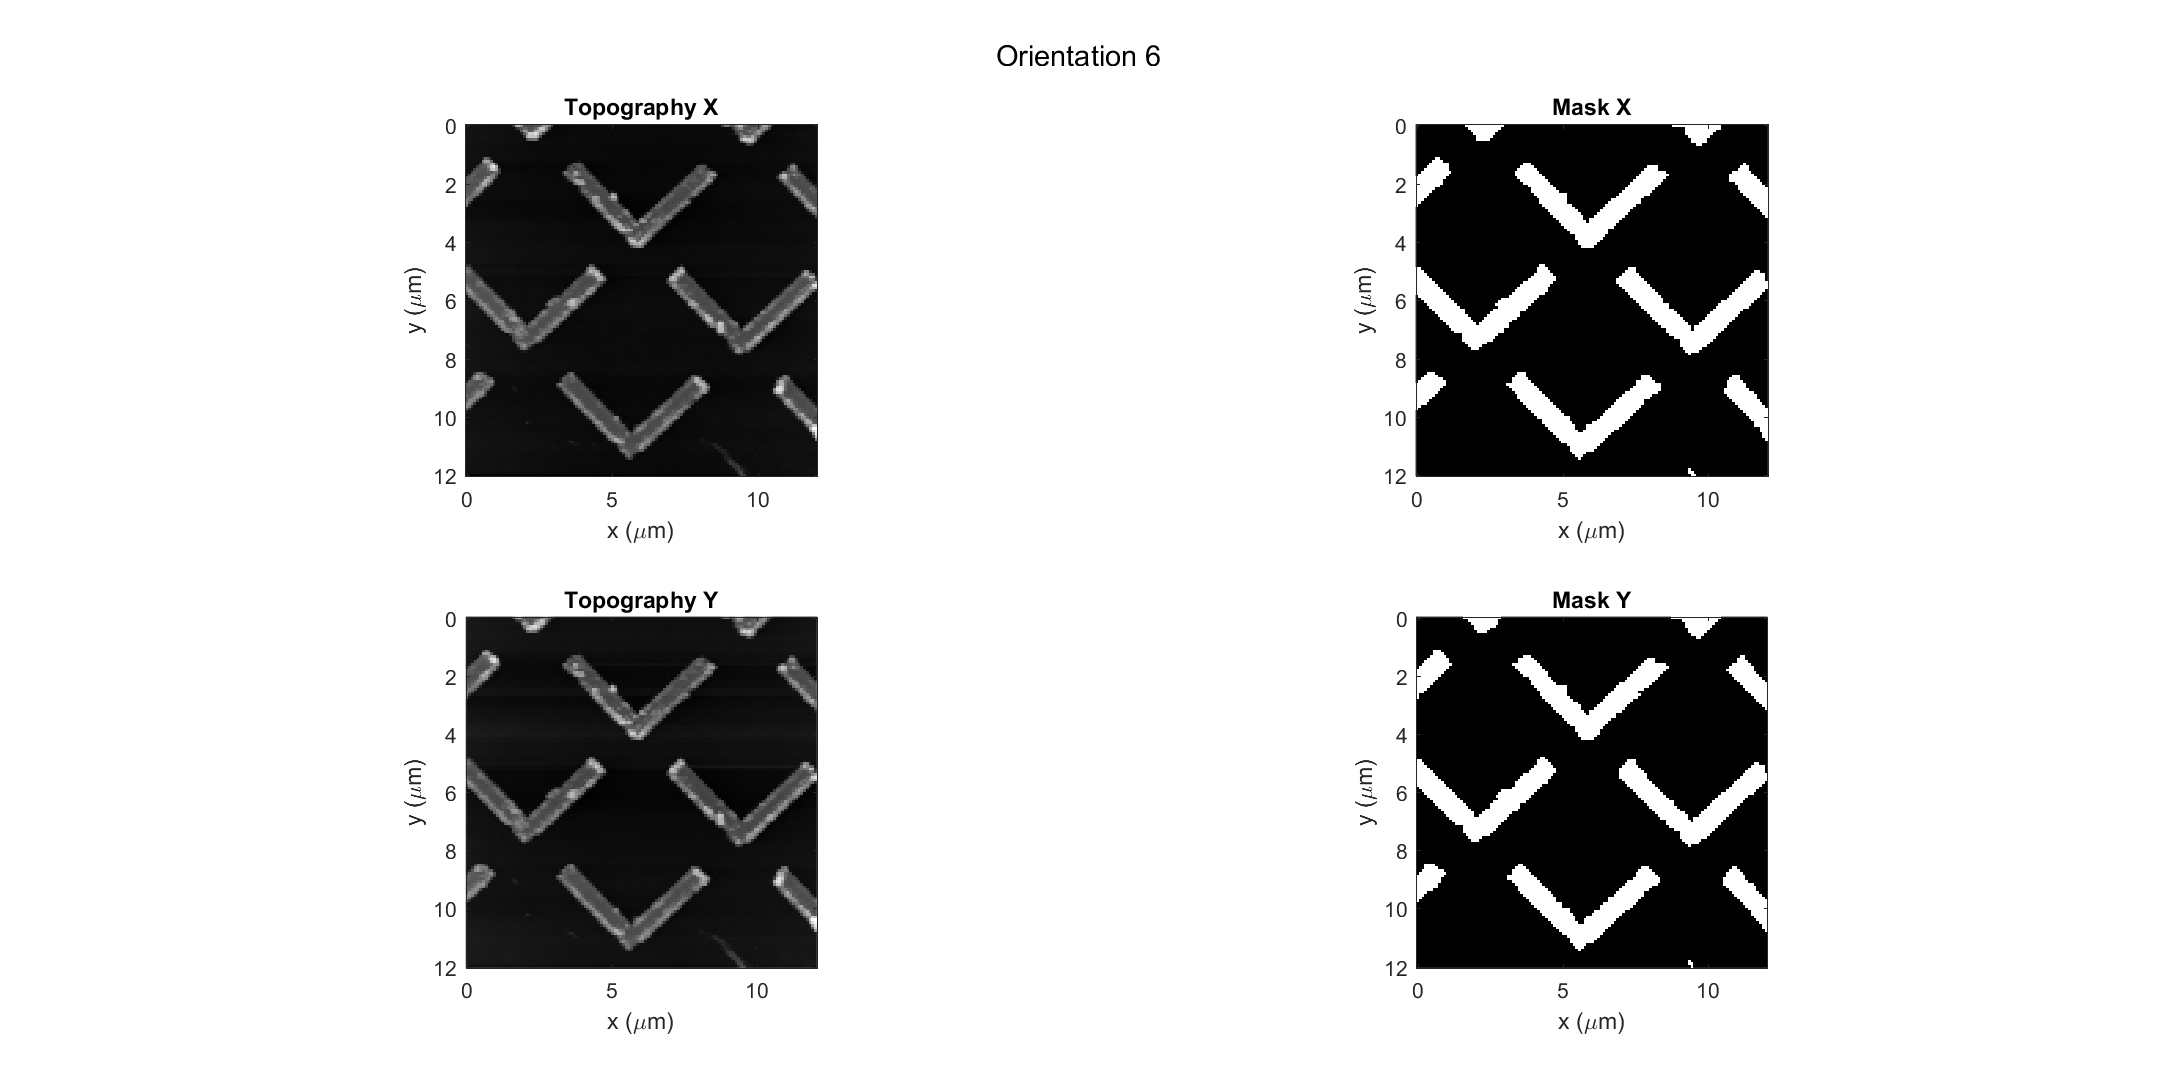 Orientation 6
Topography X
0
2
4
6
8
10
12
y (μm)
0 5 10
x (μm)
Mask X
0
2
4
6
8
10
12
y (μm)
0 5 10
x (μm)
Topography Y
0
2
4
6
8
10
12
y (μm)
0 5 10
x (μm)
Mask Y
0
2
4
6
8
10
12
y (μm)
0 5 10
x (μm)